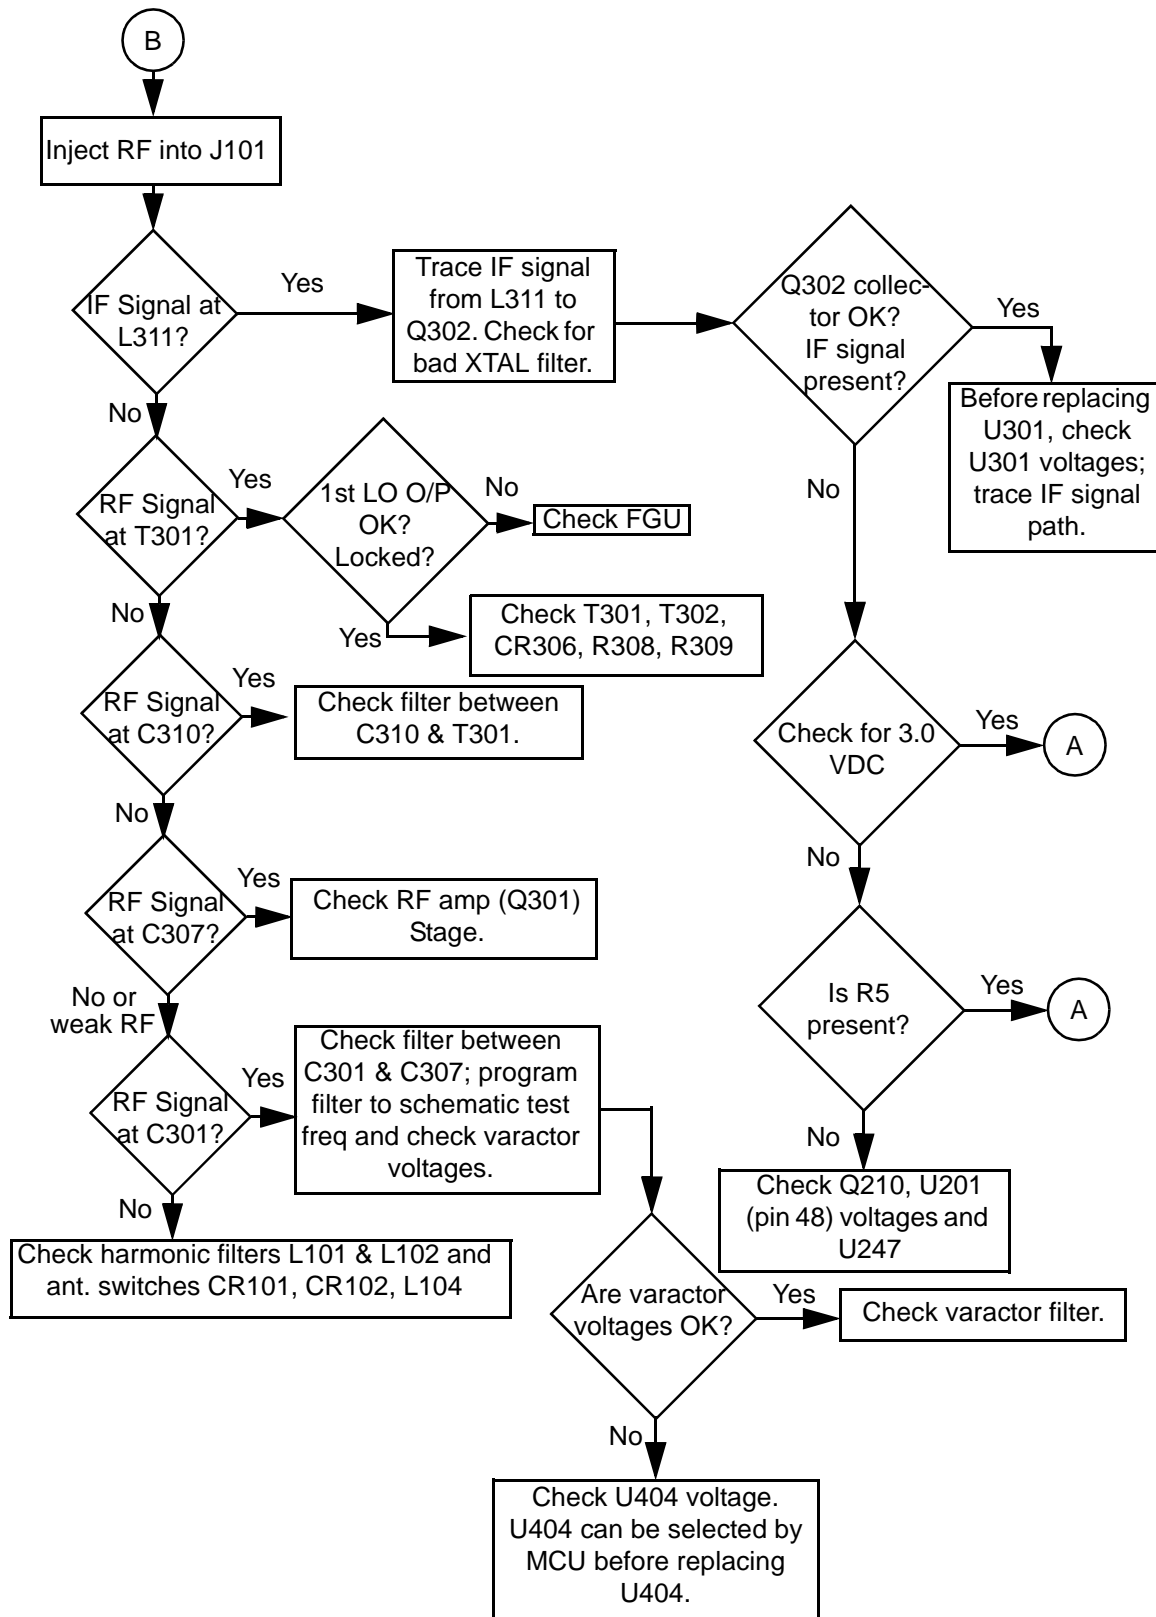 B
Inject RF into J101
IF Signal at
L311?
Yes
Trace IF signal
from L311 to
Q302. Check for
bad XTAL filter.
Q302 collec-
tor OK?
IF signal
present?
Yes
Before replacing
U301, check
U301 voltages;
trace IF signal
path.
No
No
RF Signal
at T301?
Yes
1st LO O/P
OK?
Locked?
No
Check FGU
Yes
Check T301, T302,
CR306, R308, R309
No
RF Signal
at C310?
Yes
Check filter between
C310 & T301.
Check for 3.0
VDC
Yes
A
No
No
RF Signal
at C307?
Yes
Check RF amp (Q301)
Stage.
Is R5
present?
Yes
A
No or
weak RF
RF Signal
at C301?
Yes
Check filter between
C301 & C307; program
filter to schematic test
freq and check varactor
voltages.
No
Check Q210, U201
(pin 48) voltages and
U247
No
Check harmonic filters L101 & L102 and
ant. switches CR101, CR102, L104
Are varactor
voltages OK?
Yes
Check varactor filter.
No
Check U404 voltage.
U404 can be selected by
MCU before replacing
U404.